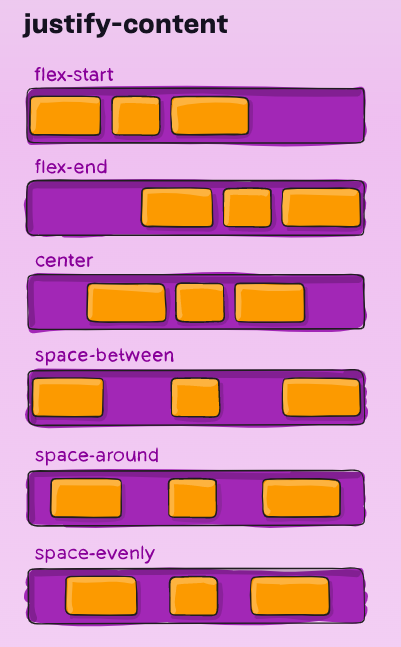 justify-content
flex-start
flex-end
center
space-between
space-around
space-evenly